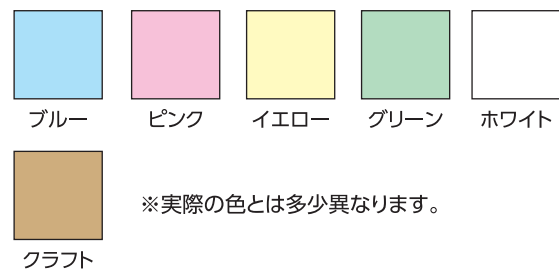 ブルー
ピンク
イエロー
グリーン
ホワイト
※実際の色とは多少異なります。
クラフト